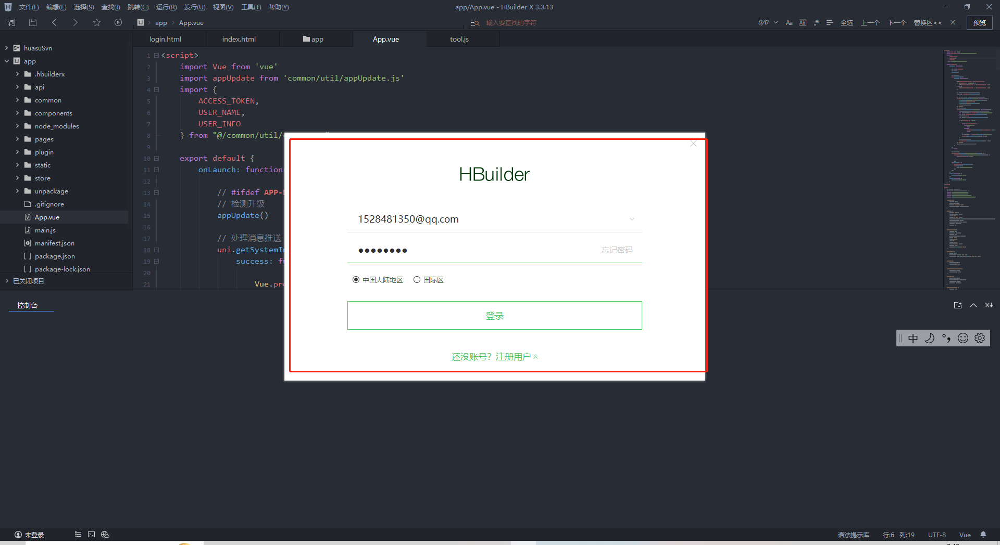 文件(F) 编辑(E) 选择(S) 查找(I) 跳转(G) 运行(R) 发行(U) 视图(V) 工具(T) 帮助(Y)
app/App.vue - HBuilder X 3.3.13
app App.vue
输入要查找的字符
0/0 Aa Ab 全选 上一个 下一个 替换区<< 预览
login.html index.html app App.vue tool.js
huasuSvn
app
.hbuilderx
api
common
components
node_modules
pages
plugin
static
store
unpackage
.gitignore
App.vue
main.js
manifest.json
package.json
package-lock.json
已关闭项目
1 <script>
2 import Vue from 'vue'
3 import appUpdate from 'common/util/appUpdate.js'
4 import {
5 ACCESS_TOKEN,
6 USER_NAME,
7 USER_INFO
8 } from "@/common/util/
9
10 export default {
11 onLaunch: function
12
13 // #ifdef APP-
14 // 检测升级
15 appUpdate()
16
17 // 处理消息推送
18 uni.getSystemIn
19 success: fu
20
21 Vue.pro
HBuilder
1528481350@qq.com
●●●●●●●● 忘记密码
中国大陆地区 国际区
登录
还没账号? 注册用户
控制台
中
未登录
语法提示库 行:6 列:19 UTF-8 Vue